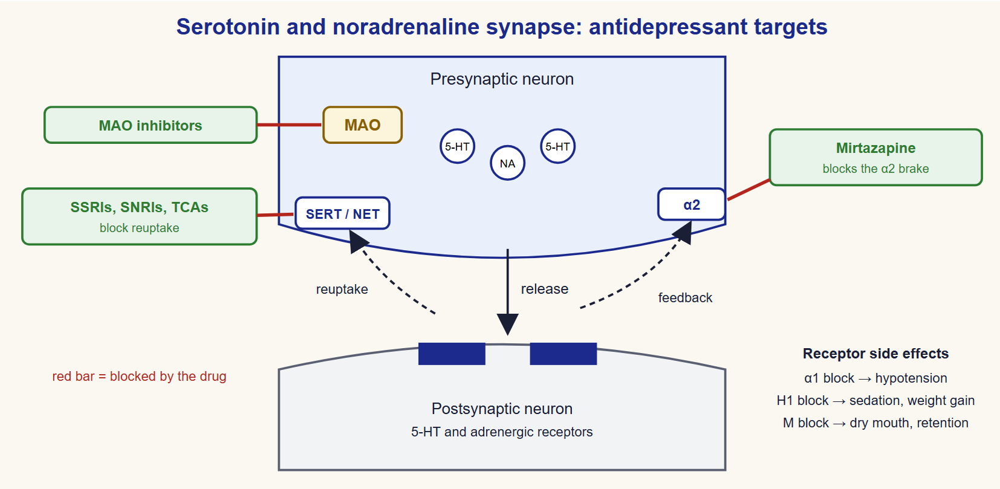 Serotonin and noradrenaline synapse: antidepressant targets
Presynaptic neuron
MAO inhibitors
MAO
5-HT
NA
5-HT
Mirtazapine
blocks the α2 brake
SSRIs, SNRIs, TCAs
block reuptake
SERT / NET
α2
reuptake
release
feedback
red bar = blocked by the drug
Postsynaptic neuron
5-HT and adrenergic receptors
Receptor side effects
α1 block → hypotension
H1 block → sedation, weight gain
M block → dry mouth, retention